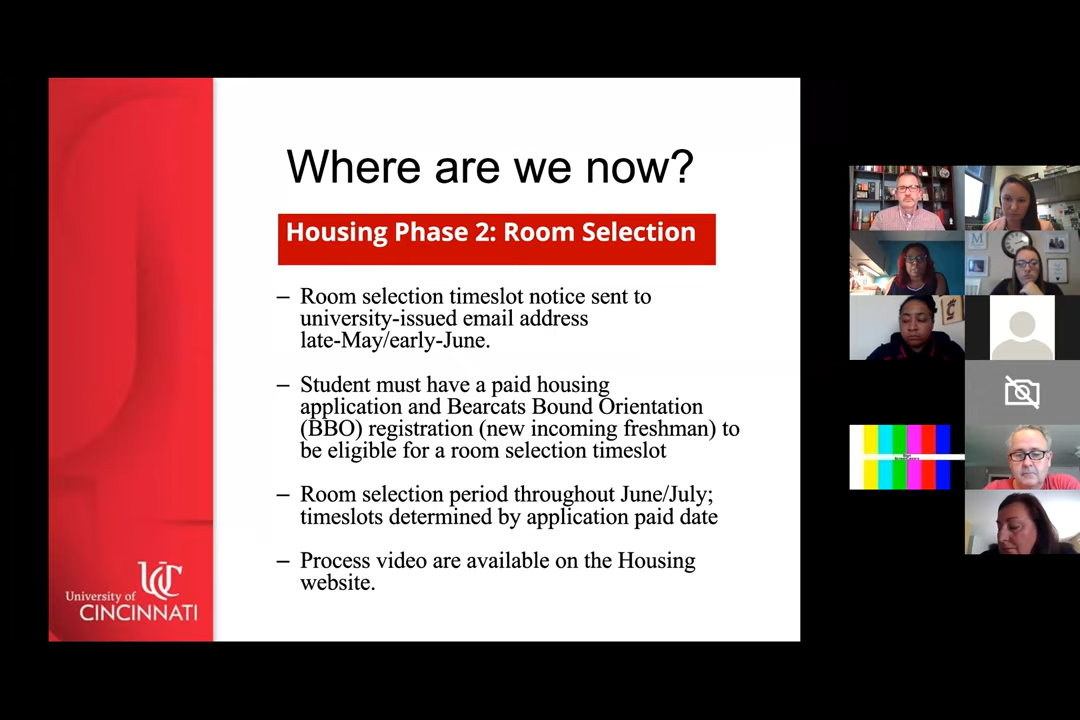 Where are we now?
Housing Phase 2: Room Selection
– Room selection timeslot notice sent to
university-issued email address
late-May/early-June.
– Student must have a paid housing
application and Bearcats Bound Orientation
(BBO) registration (new incoming freshman) to
be eligible for a room selection timeslot
– Room selection period throughout June/July;
timeslots determined by application paid date
– Process video are available on the Housing
website.
UC
University of
CINCINNATI
M